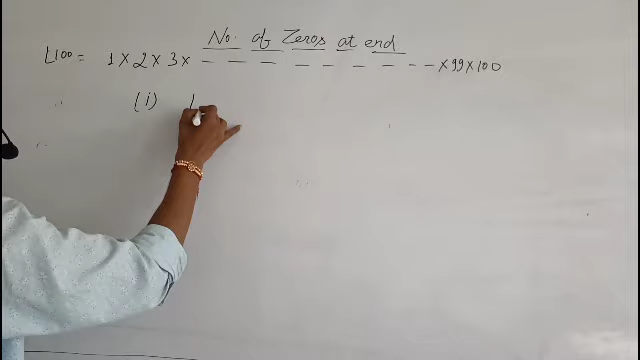 No. of Zeros at end
L100 = 1 × 2 × 3 × — — — — — — — — — × 99 × 100
(i)